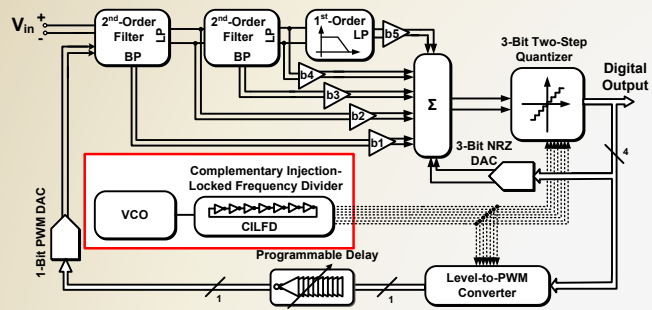 Vin + -
2nd-Order Filter LP BP
2nd-Order Filter LP BP
1st-Order LP
b5
b4
b3
b2
b1
Σ
3-Bit Two-Step Quantizer
Digital Output
4
3-Bit NRZ DAC
Complementary Injection-
Locked Frequency Divider
VCO
CILFD
1-Bit PWM DAC
Programmable Delay
1
1
Level-to-PWM
Converter